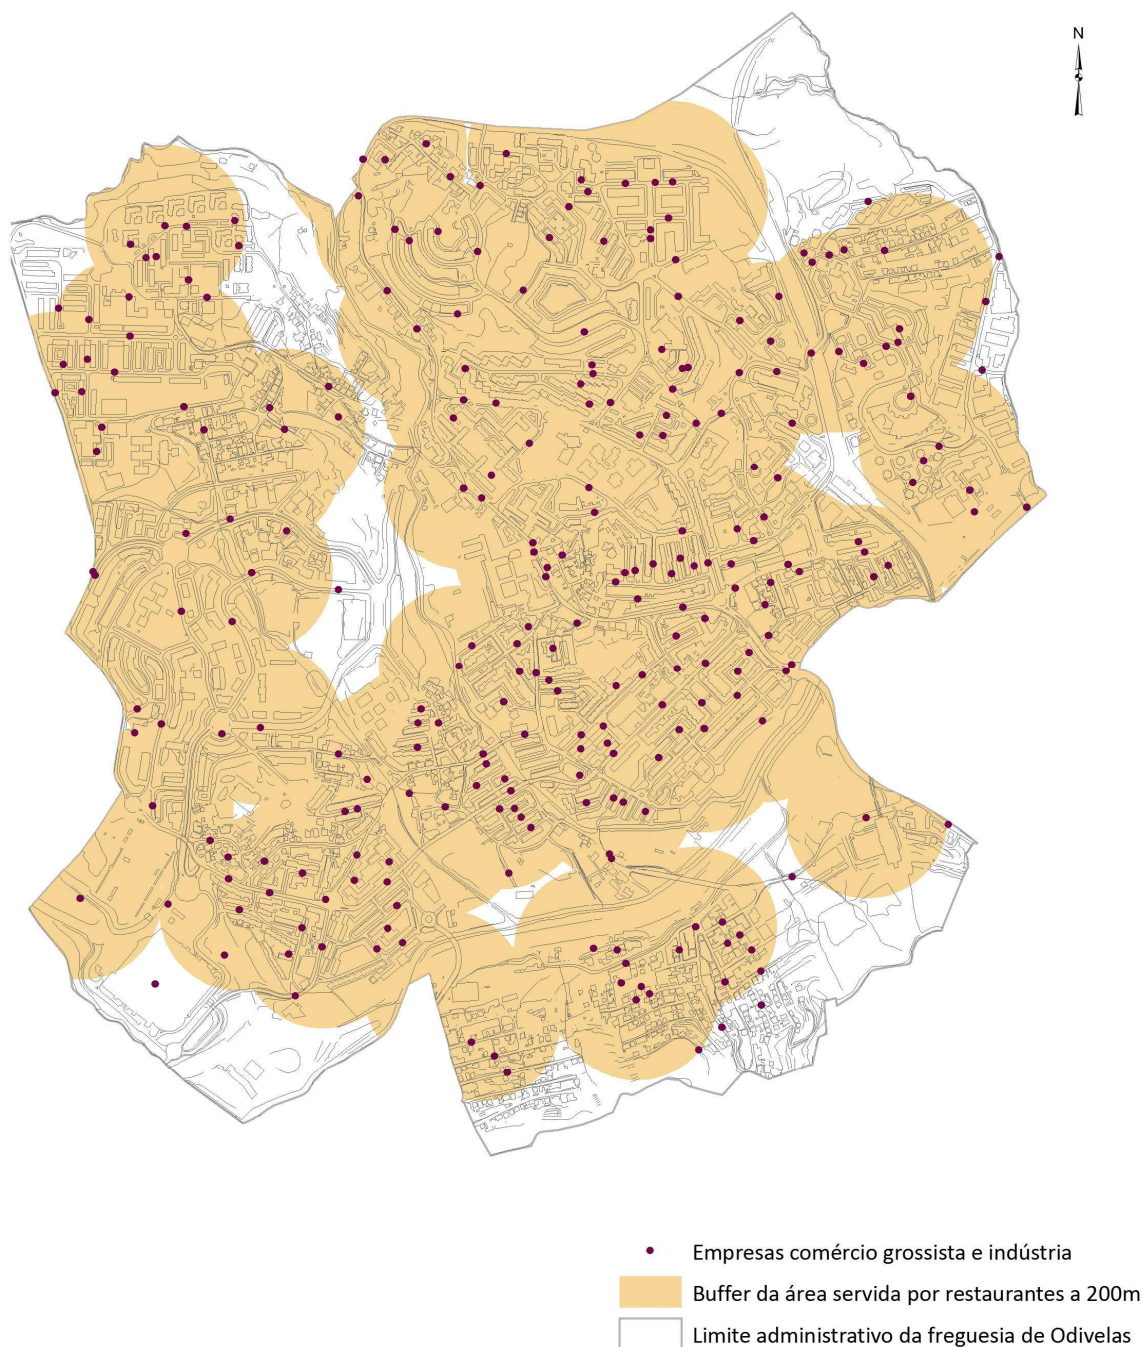 N
Empresas comércio grossista e indústria
Buffer da área servida por restaurantes a 200m
Limite administrativo da freguesia de Odivelas